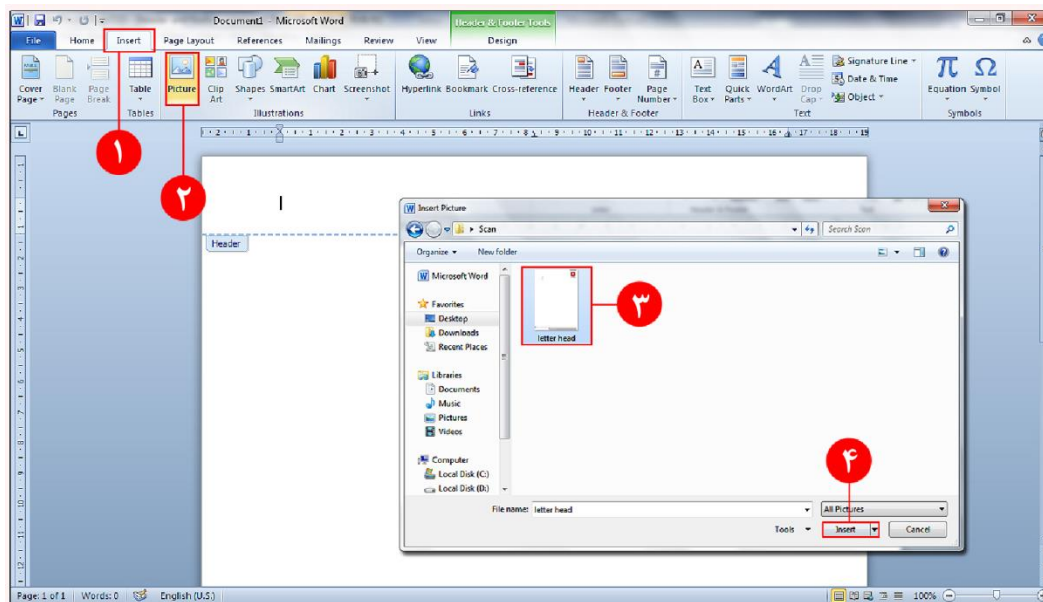 Document1 - Microsoft Word
Header & Footer Tools
File Home Insert Page Layout References Mailings Review View Design
Cover Page Blank Page Page Break Table Picture Clip Art Shapes SmartArt Chart Screenshot Hyperlink Bookmark Cross-reference Header Footer Page Number Text Box Quick Parts WordArt Drop Cap Signature Line
Date & Time
Object
Equation Symbol
Pages Tables Illustrations Links Header & Footer Text Symbols
۱
۲
Header
Insert Picture
Scan
Search Scan
Organize New folder
Microsoft Word
Favorites
Desktop
Downloads
Recent Places
Libraries
Documents
Music
Pictures
Videos
Computer
Local Disk (C:)
Local Disk (D:)
letter head
۳
۴
File name: letter head All Pictures
Tools Insert Cancel
Page: 1 of 1 Words: 0 English (U.S.) 100%